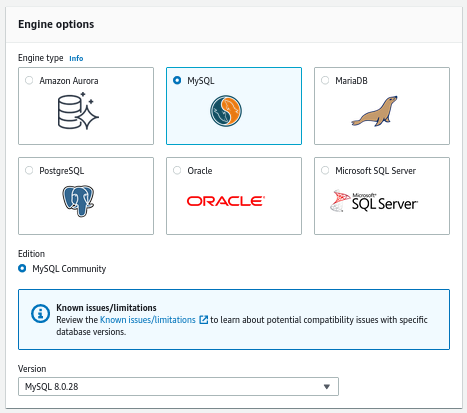 Engine options
Engine type Info
Amazon Aurora
MySQL
MariaDB
PostgreSQL
Oracle
ORACLE
Microsoft SQL Server
Microsoft
SQL Server
Edition
MySQL Community
Known issues/limitations
Review the Known issues/limitations to learn about potential compatibility issues with specific
database versions.
Version
MySQL 8.0.28